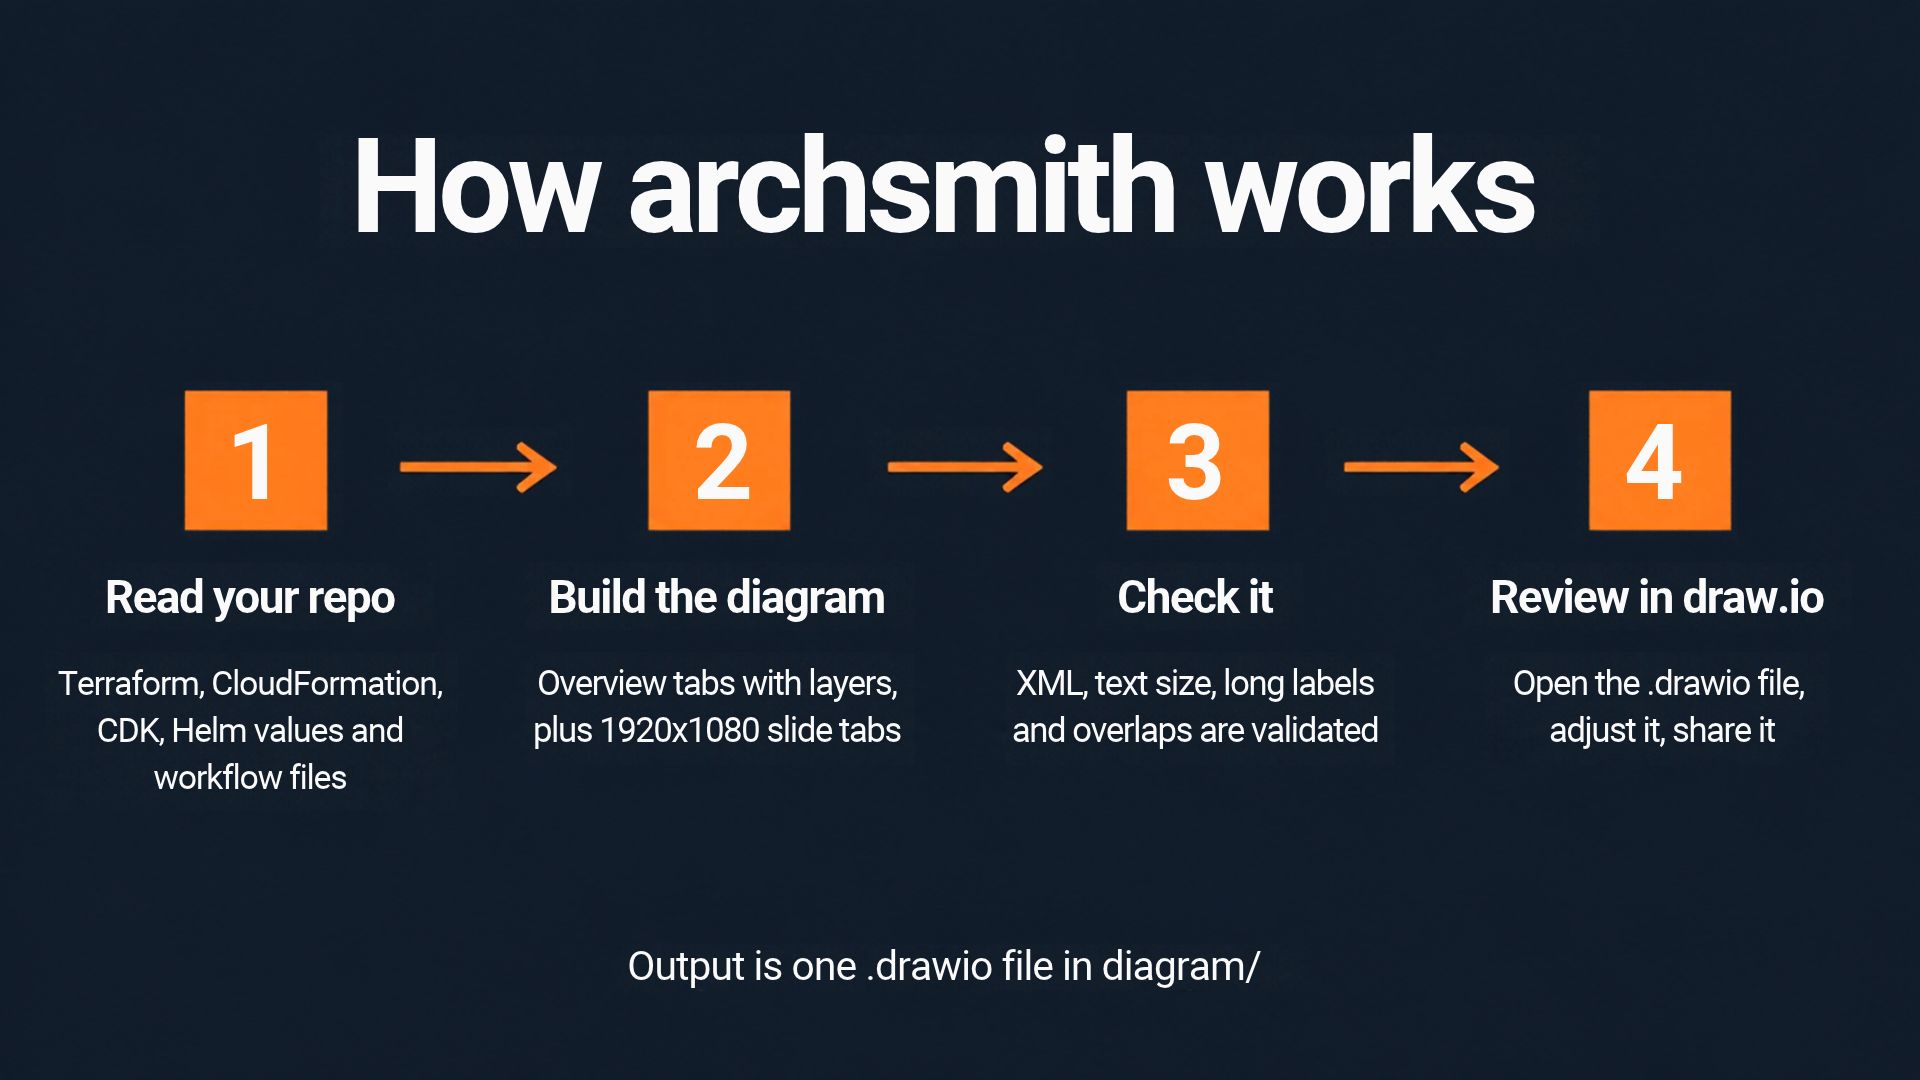 How archsmith works
1
2
3
4
Read your repo
Terraform, CloudFormation,
CDK, Helm values and
workflow files
Build the diagram
Overview tabs with layers,
plus 1920x1080 slide tabs
Check it
XML, text size, long labels
and overlaps are validated
Review in draw.io
Open the .drawio file,
adjust it, share it
Output is one .drawio file in diagram/